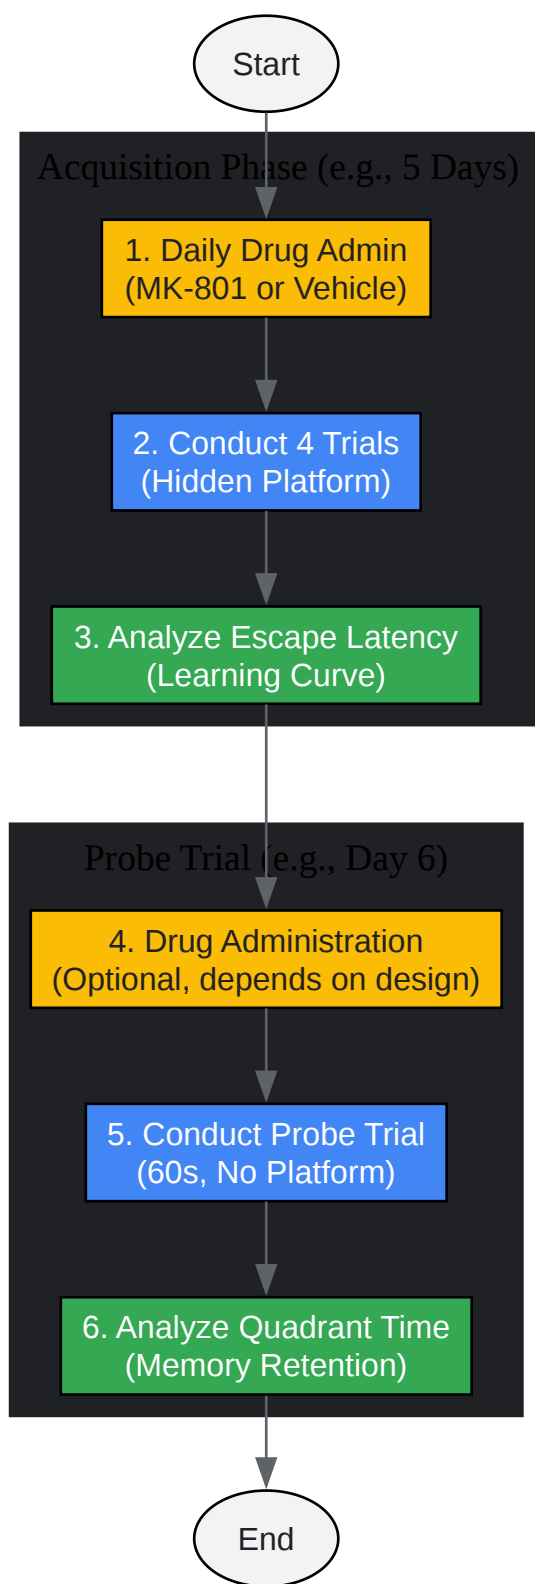 Start
Acquisition Phase (e.g., 5 Days)
1. Daily Drug Admin
(MK-801 or Vehicle)
2. Conduct 4 Trials
(Hidden Platform)
3. Analyze Escape Latency
(Learning Curve)
Probe Trial (e.g., Day 6)
4. Drug Administration
(Optional, depends on design)
5. Conduct Probe Trial
(60s, No Platform)
6. Analyze Quadrant Time
(Memory Retention)
End